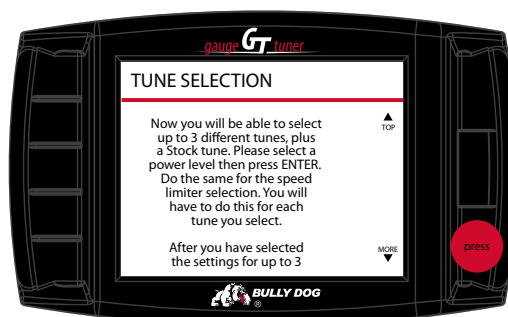 gauge GT tuner
TUNE SELECTION
Now you will be able to select
up to 3 different tunes, plus
a Stock tune. Please select a
power level then press ENTER.
Do the same for the speed
limiter selection. You will
have to do this for each
tune you select.
After you have selected
the settings for up to 3
TOP
MORE
press
BULLY DOG
®